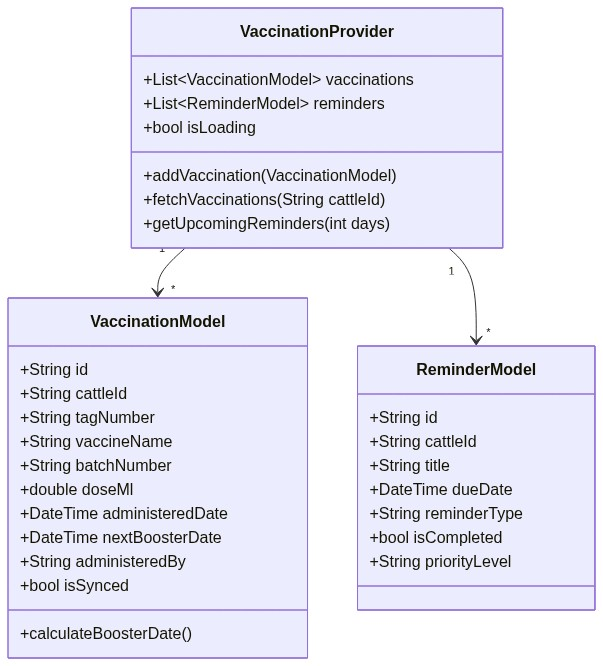 VaccinationProvider
+List<VaccinationModel> vaccinations
+List<ReminderModel> reminders
+bool isLoading
+addVaccination(VaccinationModel)
+fetchVaccinations(String cattleId)
+getUpcomingReminders(int days)
1
*
1
*
VaccinationModel
+String id
+String cattleId
+String tagNumber
+String vaccineName
+String batchNumber
+double doseMl
+DateTime administeredDate
+DateTime nextBoosterDate
+String administeredBy
+bool isSynced
+calculateBoosterDate()
ReminderModel
+String id
+String cattleId
+String title
+DateTime dueDate
+String reminderType
+bool isCompleted
+String priorityLevel